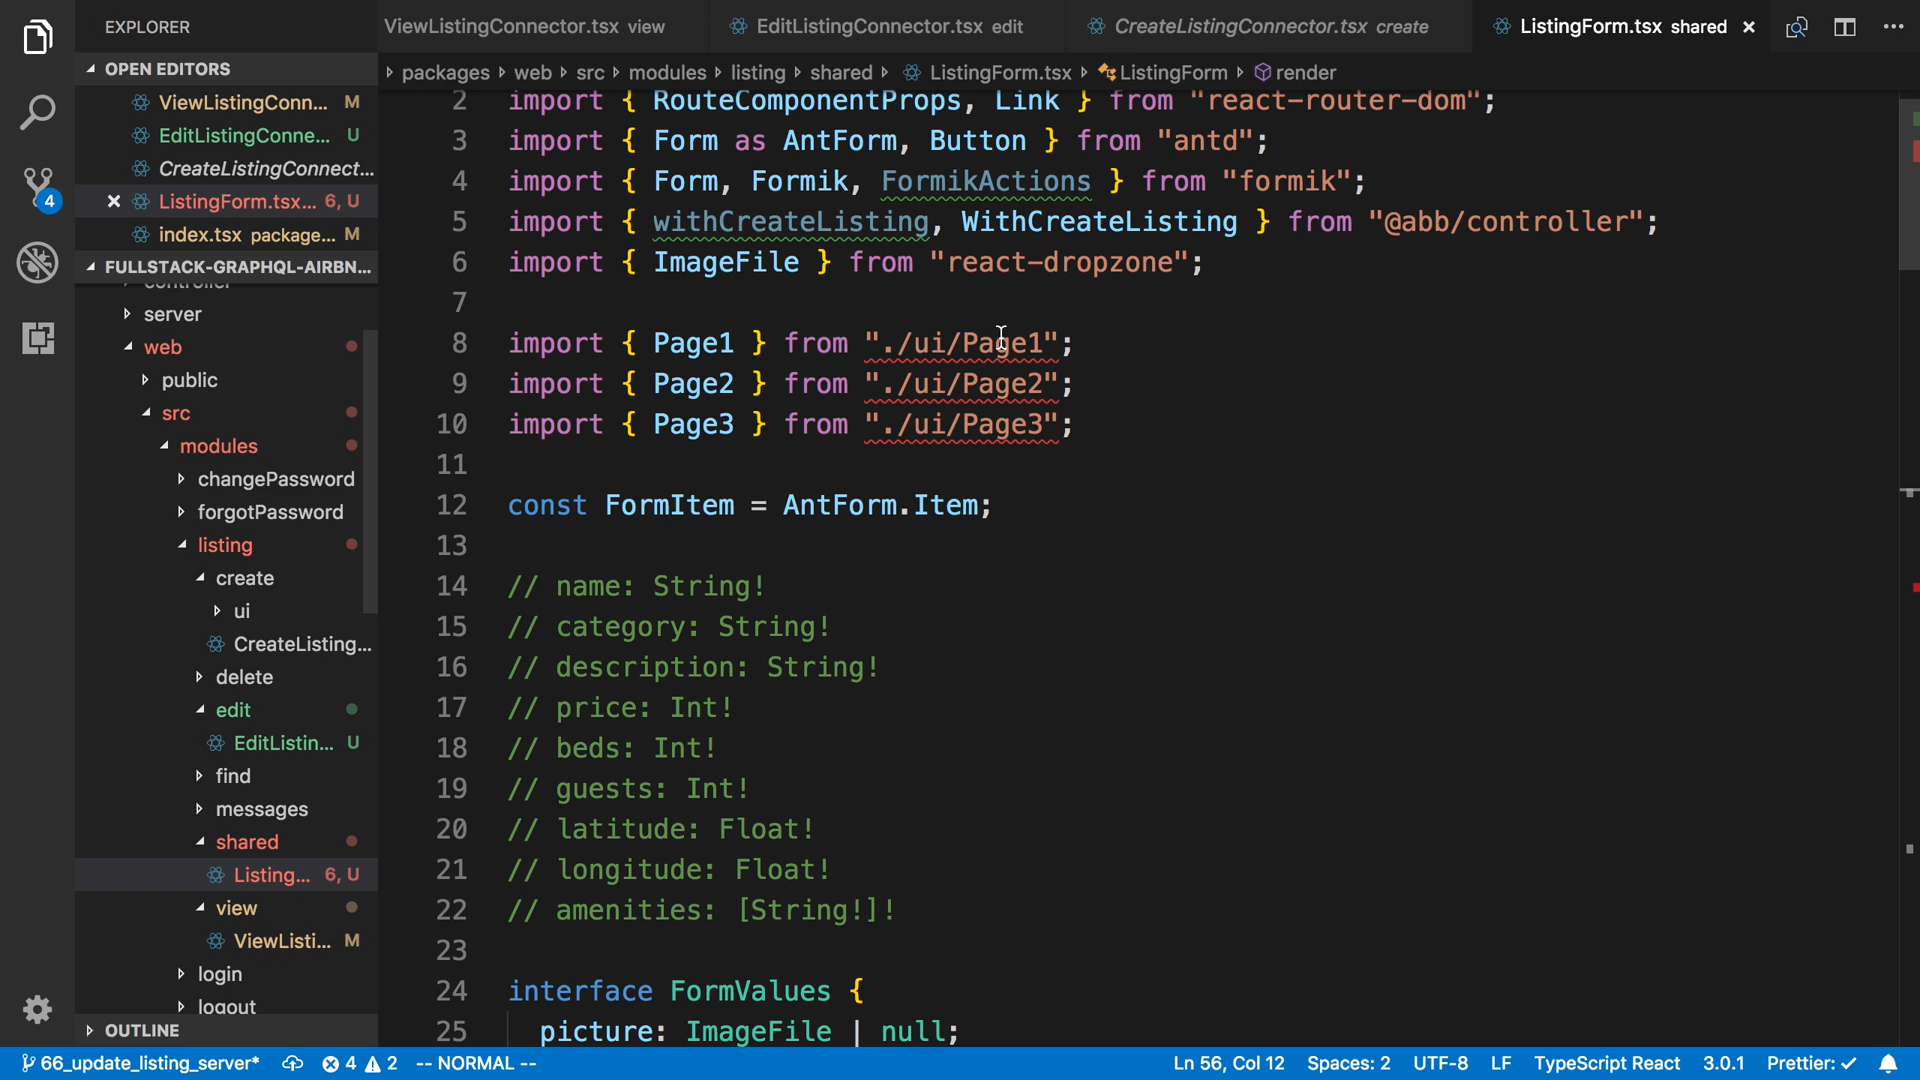 EXPLORER
ViewListingConnector.tsx view
EditListingConnector.tsx edit
CreateListingConnector.tsx create
ListingForm.tsx shared
OPEN EDITORS
ViewListingConn... M
EditListingConne... U
CreateListingConnect...
ListingForm.tsx... 6, U
index.tsx package... M
FULLSTACK-GRAPHQL-AIRBN...
controller
server
web
public
src
modules
changePassword
forgotPassword
listing
create
ui
CreateListing...
delete
edit
EditListin... U
find
messages
shared
Listing... 6, U
view
ViewListi... M
login
logout
OUTLINE
packages web src modules listing shared ListingForm.tsx ListingForm render
2 import { RouteComponentProps, Link } from "react-router-dom";
3 import { Form as AntForm, Button } from "antd";
4 import { Form, Formik, FormikActions } from "formik";
5 import { withCreateListing, WithCreateListing } from "@abb/controller";
6 import { ImageFile } from "react-dropzone";
7
8 import { Page1 } from "./ui/Page1";
9 import { Page2 } from "./ui/Page2";
10 import { Page3 } from "./ui/Page3";
11
12 const FormItem = AntForm.Item;
13
14 // name: String!
15 // category: String!
16 // description: String!
17 // price: Int!
18 // beds: Int!
19 // guests: Int!
20 // latitude: Float!
21 // longitude: Float!
22 // amenities: [String!]!
23
24 interface FormValues {
25 picture: ImageFile | null;
4
66_update_listing_server* 4 2 -- NORMAL --
Ln 56, Col 12 Spaces: 2 UTF-8 LF TypeScript React 3.0.1 Prettier: ✓